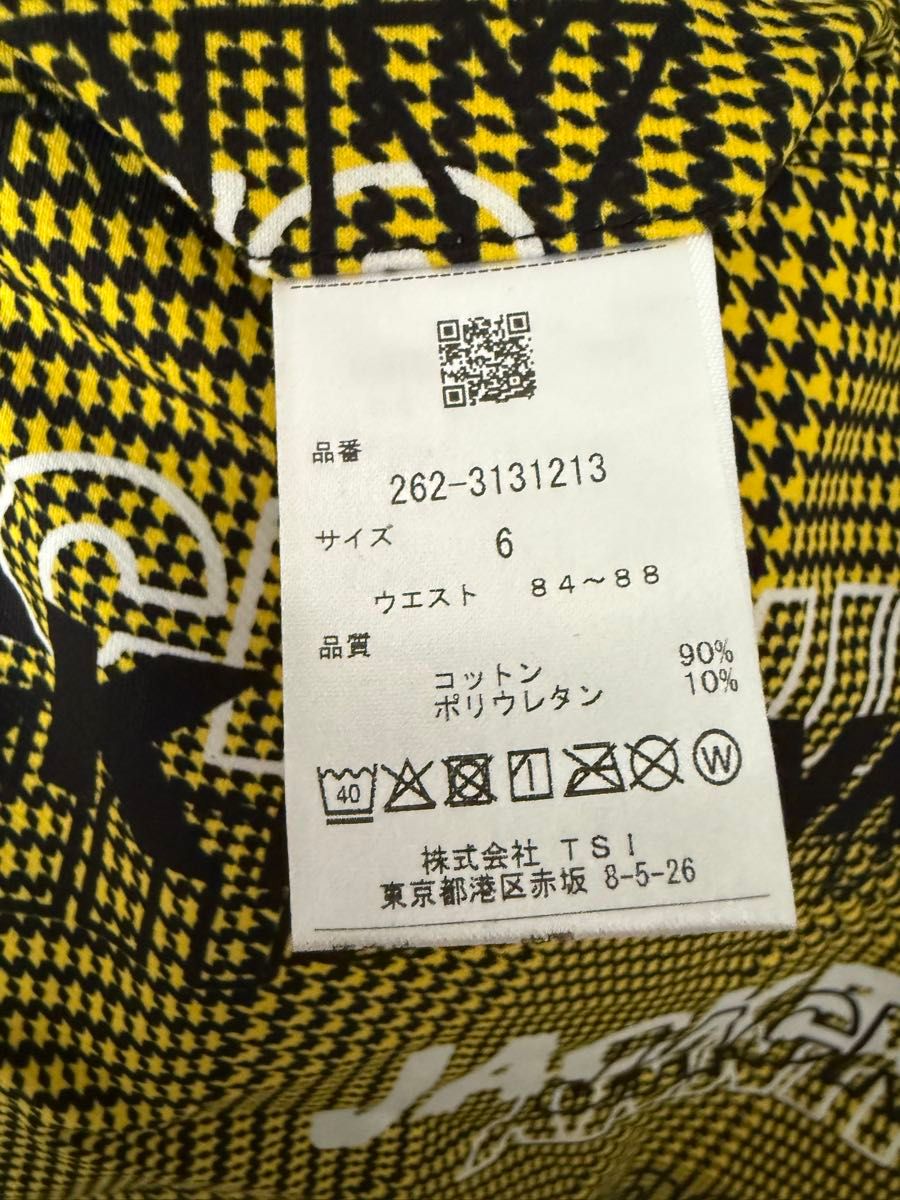 品番
262-3131213
サイズ 6
ウエスト 84~88
品質
コットン 90%
ポリウレタン 10%
40
W
株式会社 TSI
東京都港区赤坂 8-5-26